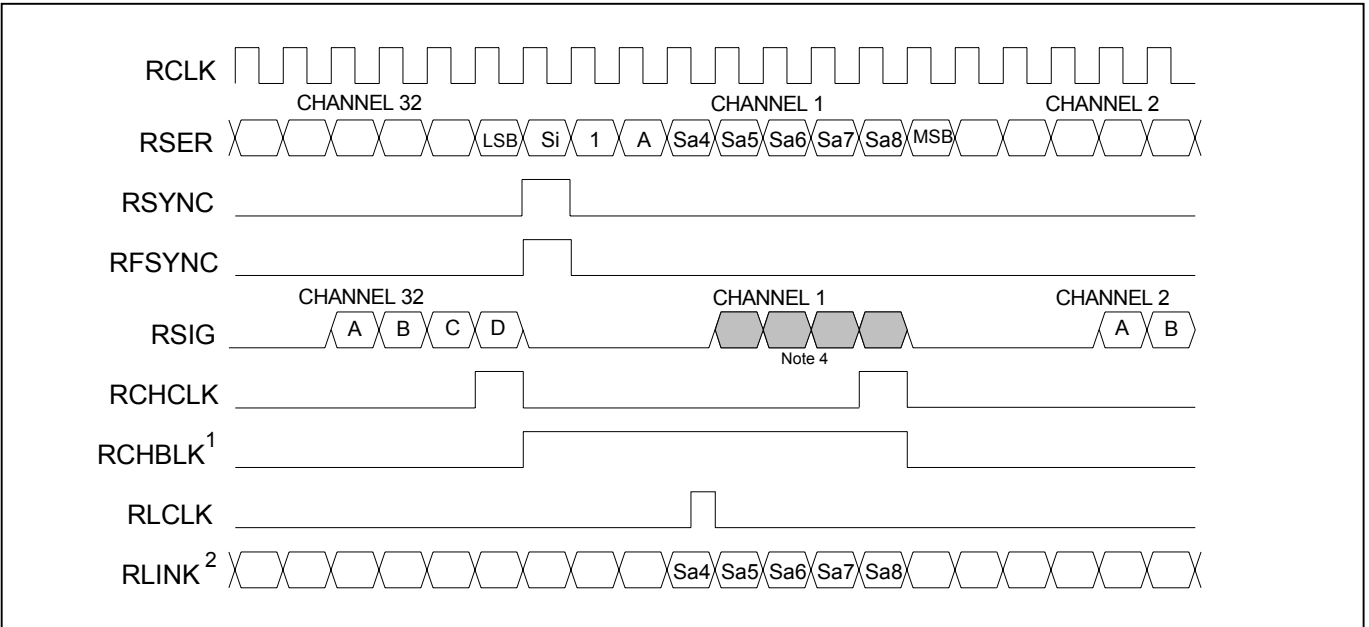 RCLK
CHANNEL 32 CHANNEL 1 CHANNEL 2
RSER LSB Si 1 A Sa4 Sa5 Sa6 Sa7 Sa8 MSB
RSYNC
RFSYNC
CHANNEL 32 CHANNEL 1 CHANNEL 2
RSIG A B C D A B
Note 4
RCHCLK
RCHBLK1
RLCLK
RLINK2 Sa4 Sa5 Sa6 Sa7 Sa8